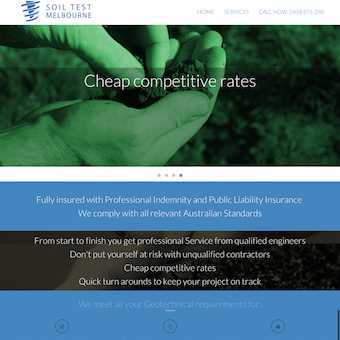 SOIL TEST
MELBOURNE
HOME
SERVICES
CALL NOW: 0458 876 290
Cheap competitive rates
Fully insured with Professional Indemnity and Public Liability Insurance
We comply with all relevant Australian Standards
From start to finish you get professional Service from qualified engineers
Don't put yourself at risk with unqualified contractors
Cheap competitive rates
Quick turn arounds to keep your project on track
We meet all your Geotechnical requirements for: